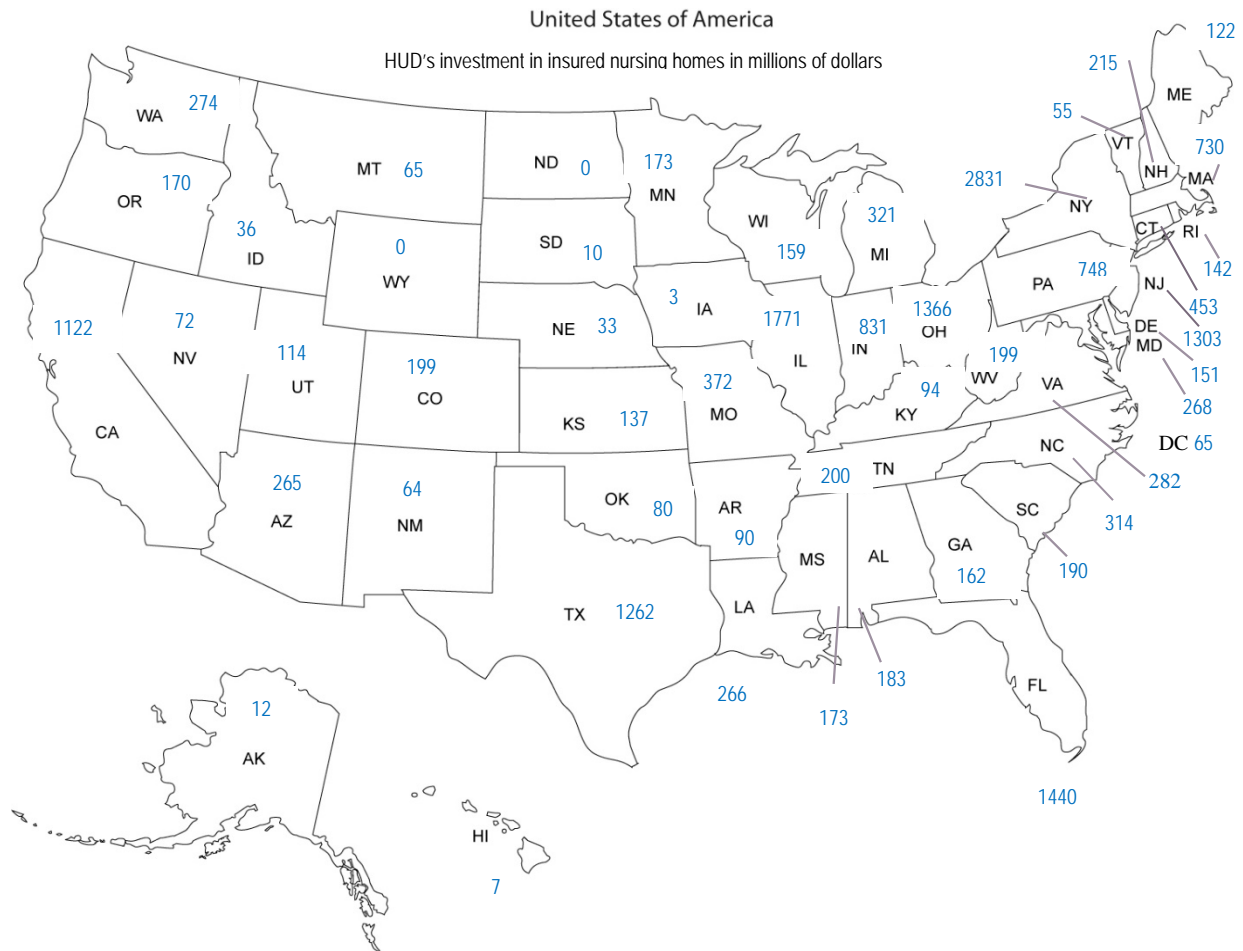 United States of America
HUD's investment in insured nursing homes in millions of dollars
122
215
ME
WA 274
55
VT
730
ND 0
173
MN
MT 65
NH
MA
OR 170
2831
NY
321
MI
WI
159
36
ID
0
WY
SD 10
CT
RI
142
PA 748
NJ
453
1303
3 IA
1771
IL
831
IN
1366
OH
DE
MD
151
268
1122
CA
72
NV
NE 33
114
UT
199
CO
199
WV
VA
282
372
MO
94
KY
KS 137
DC 65
NC
314
200 TN
265
AZ
64
NM
OK 80
AR
90
SC
190
MS
173
AL
183
GA
162
TX 1262
LA
266
FL
1440
12
AK
HI
7